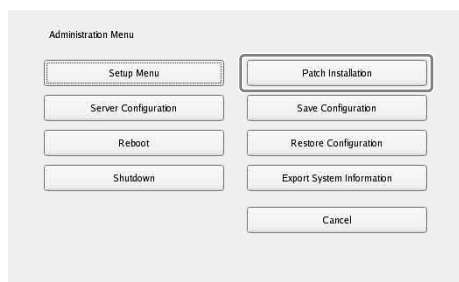 Administration Menu
Setup Menu
Patch Installation
Server Configuration
Save Configuration
Reboot
Restore Configuration
Shutdown
Export System Information
Cancel